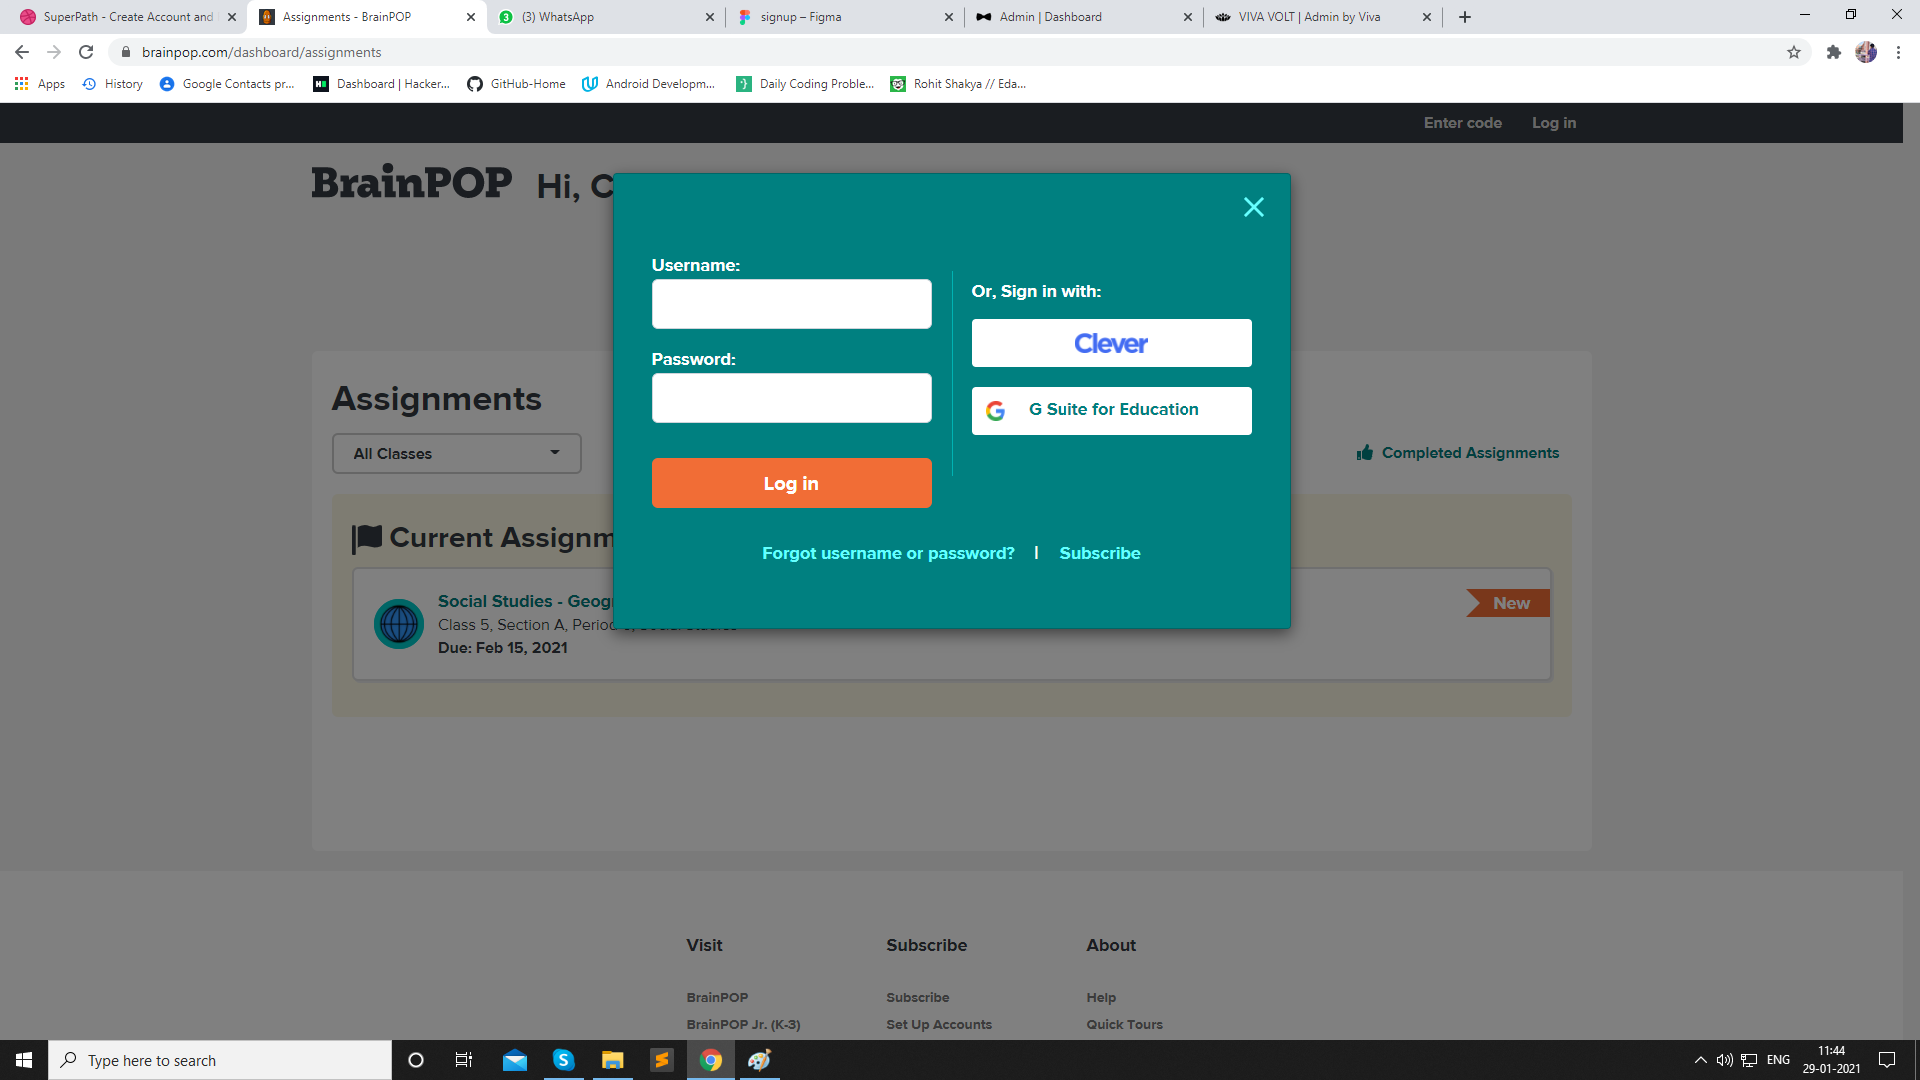 SuperPath - Create Account and
Assignments - BrainPOP
(3) WhatsApp
signup – Figma
Admin | Dashboard
VIVA VOLT | Admin by Viva
brainpop.com/dashboard/assignments
Apps
History
Google Contacts pr...
Dashboard | Hacker...
GitHub-Home
Android Developm...
Daily Coding Proble...
Rohit Shakya // Eda...
Enter code
Log in
BrainPOP
Hi, C
Username:
Or, Sign in with:
Clever
Password:
G Suite for Education
Log in
Forgot username or password? | Subscribe
Assignments
All Classes
Completed Assignments
Current Assignm
Social Studies - Geogr
New
Class 5, Section A, Period
Due: Feb 15, 2021
Visit
Subscribe
About
BrainPOP
Subscribe
Help
BrainPOP Jr. (K-3)
Set Up Accounts
Quick Tours
Type here to search
ENG
11:44
29-01-2021